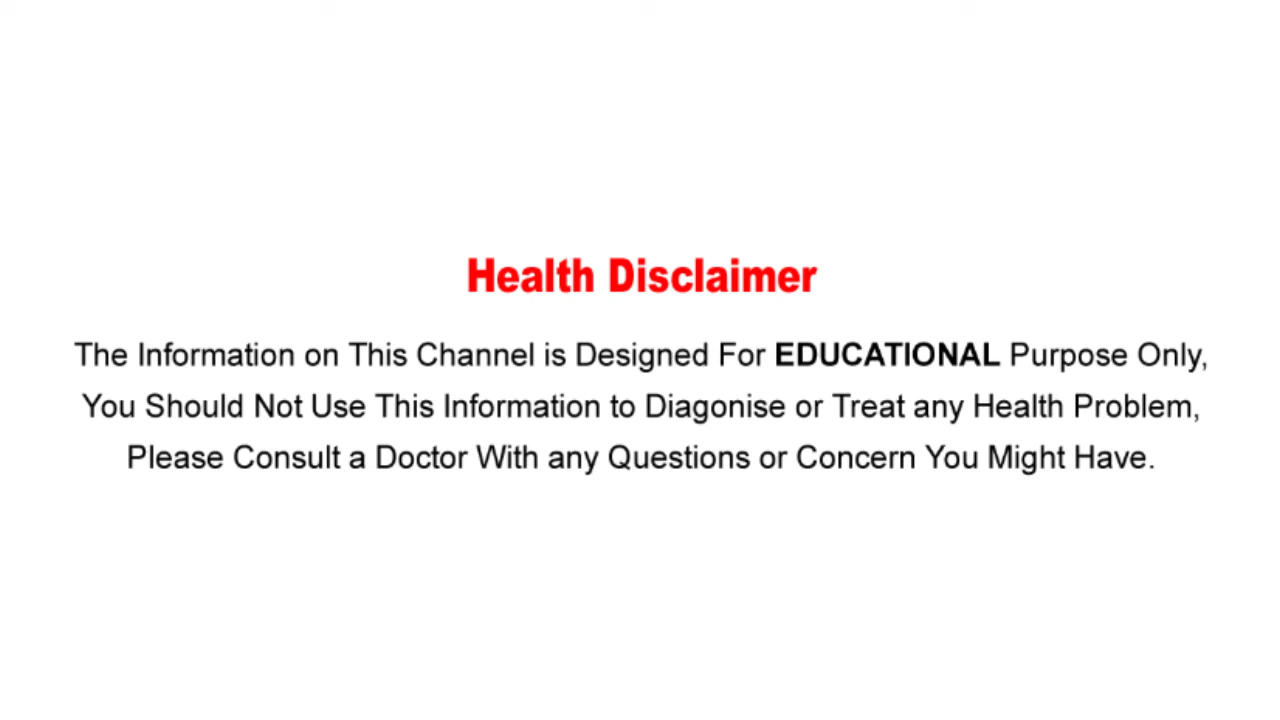 Health Disclaimer
The Information on This Channel is Designed For EDUCATIONAL Purpose Only,
You Should Not Use This Information to Diagonise or Treat any Health Problem,
Please Consult a Doctor With any Questions or Concern You Might Have.